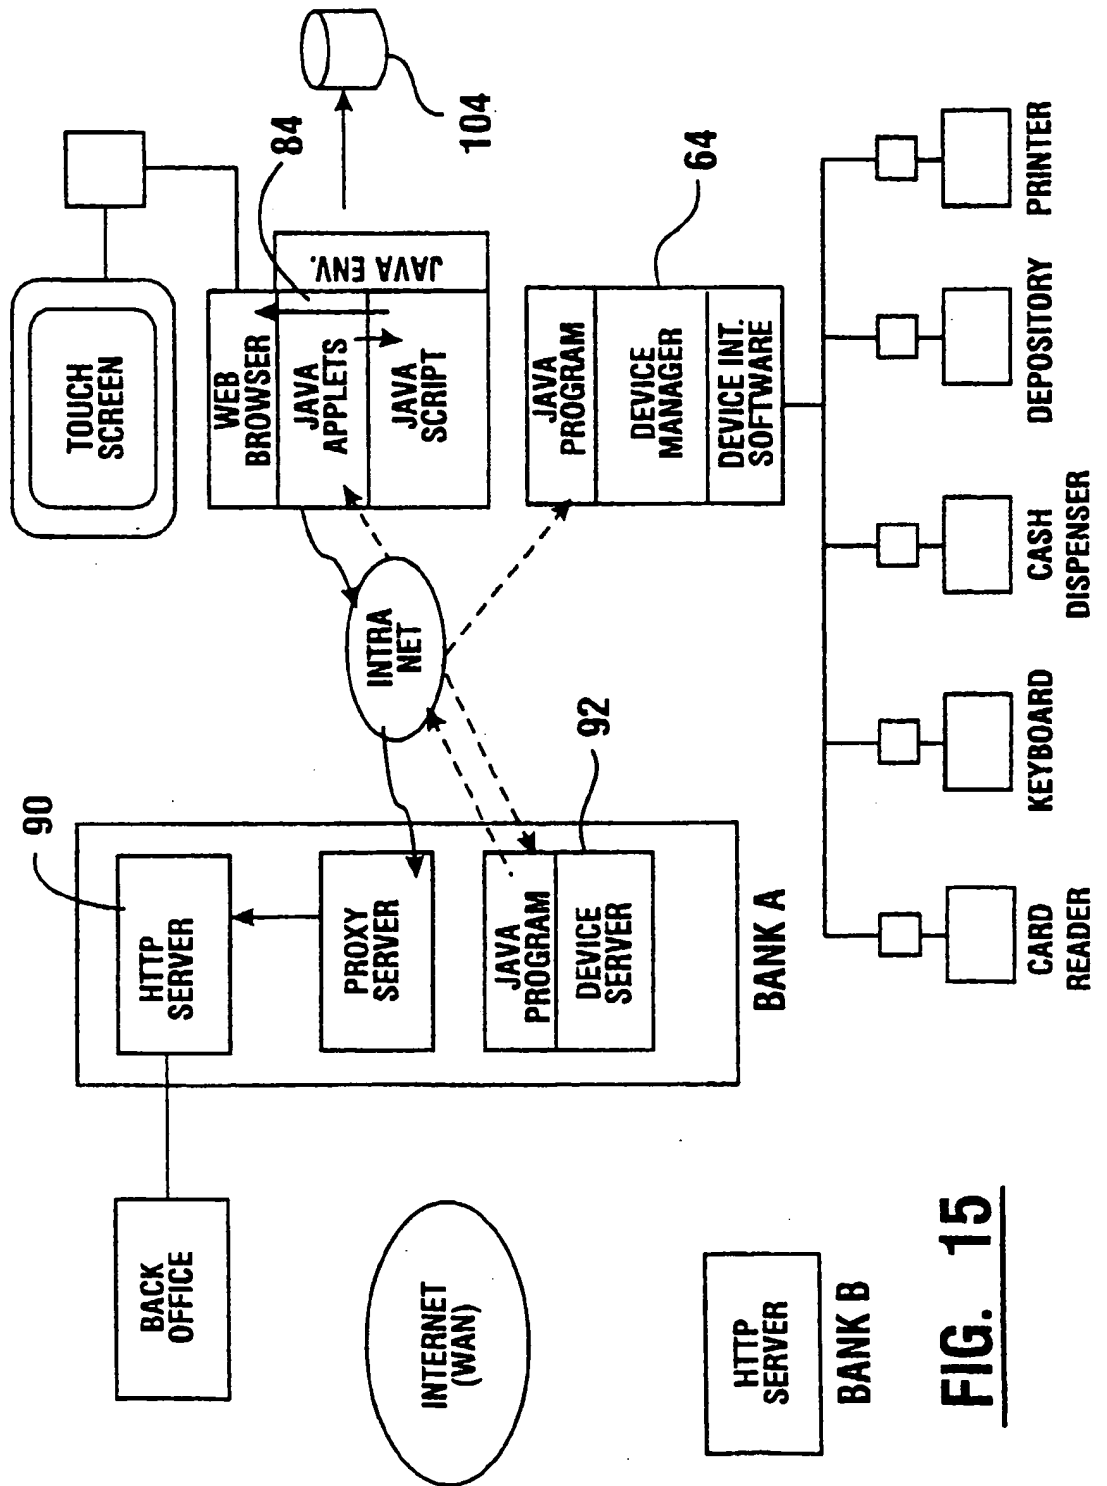 TOUCH
SCREEN
WEB
BROWSER
JAVA
APPLETS
JAVA
SCRIPT
JAVA ENV.
84
104
JAVA
PROGRAM
DEVICE
MANAGER
DEVICE INT.
SOFTWARE
64
INTRA
NET
90
HTTP
SERVER
PROXY
SERVER
JAVA
PROGRAM
DEVICE
SERVER
92
BANK A
BACK
OFFICE
INTERNET
(WAN)
HTTP
SERVER
BANK B
CARD
READER
KEYBOARD
CASH
DISPENSER
DEPOSITORY
PRINTER
FIG. 15